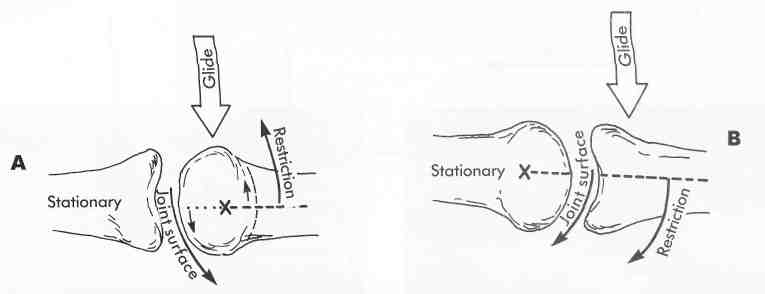 Glide
A
Stationary
Joint surface
X
Restriction
Glide
B
Stationary
X
Joint surface
Restriction